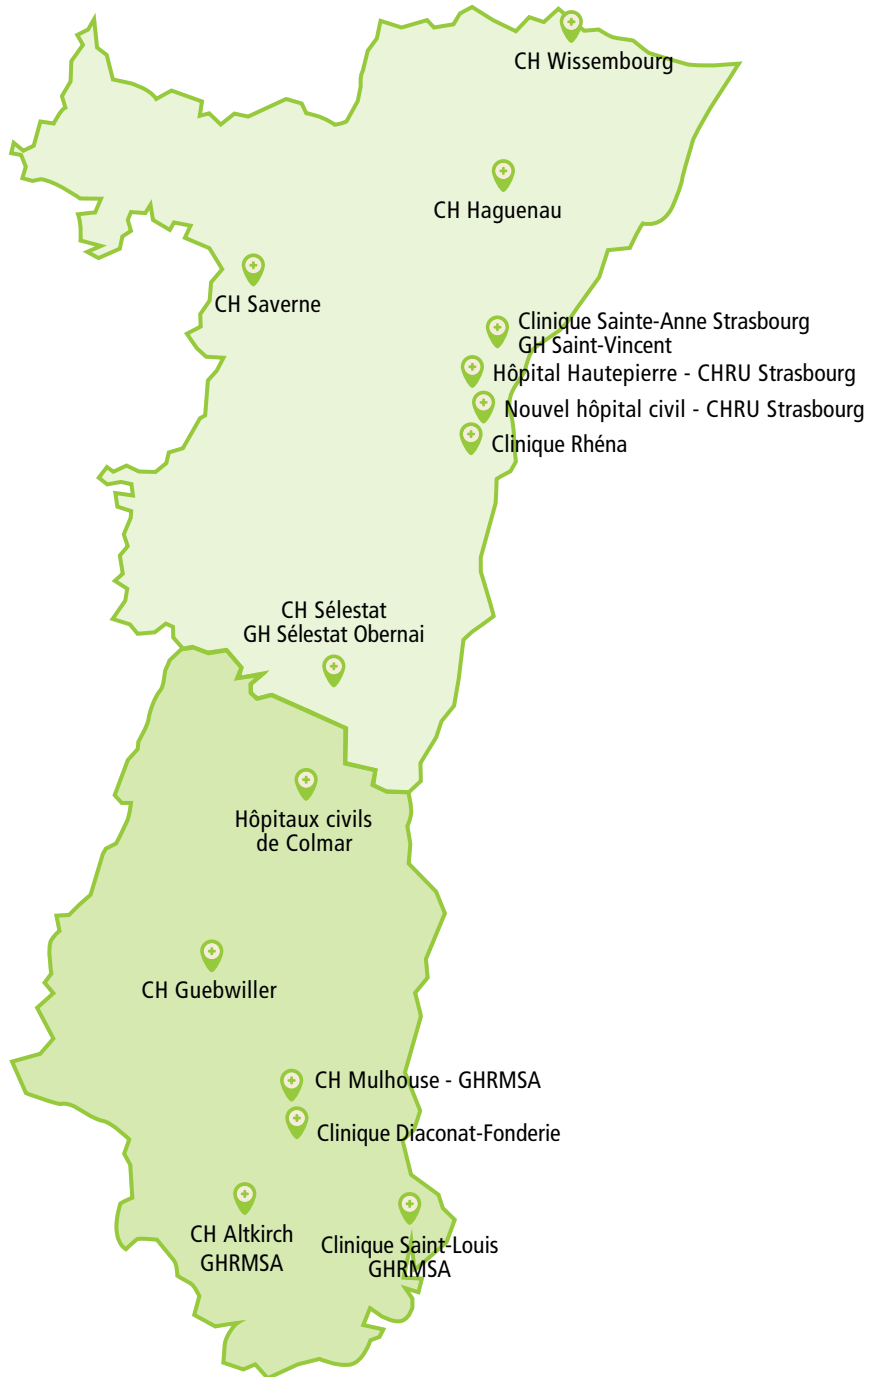 CH Wissembourg
CH Haguenau
CH Saverne
Clinique Sainte-Anne Strasbourg
GH Saint-Vincent
Hôpital Hautepierre - CHRU Strasbourg
Nouvel hôpital civil - CHRU Strasbourg
Clinique Rhéna
CH Sélestat
GH Sélestat Obernai
Hôpitaux civils
de Colmar
CH Guebwiller
CH Mulhouse - GHRMSA
Clinique Diaconat-Fonderie
CH Altkirch
GHRMSA
Clinique Saint-Louis
GHRMSA